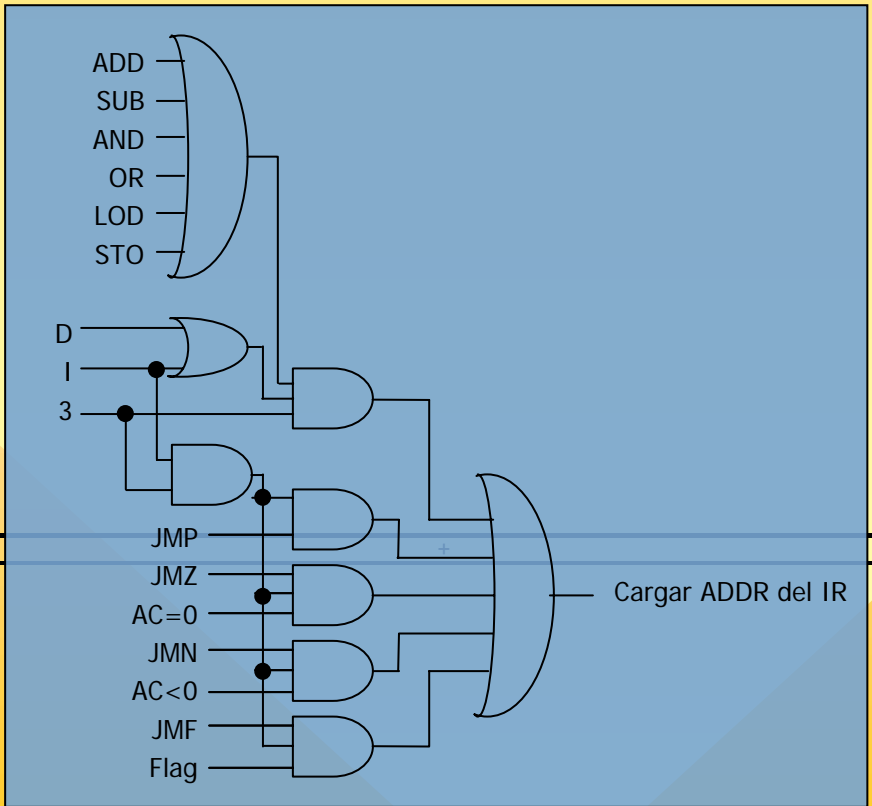 ADD
SUB
AND
OR
LOD
STO
D
I
3
JMP
JMZ
AC=0
Cargar ADDR del IR
JMN
AC<0
JMF
Flag